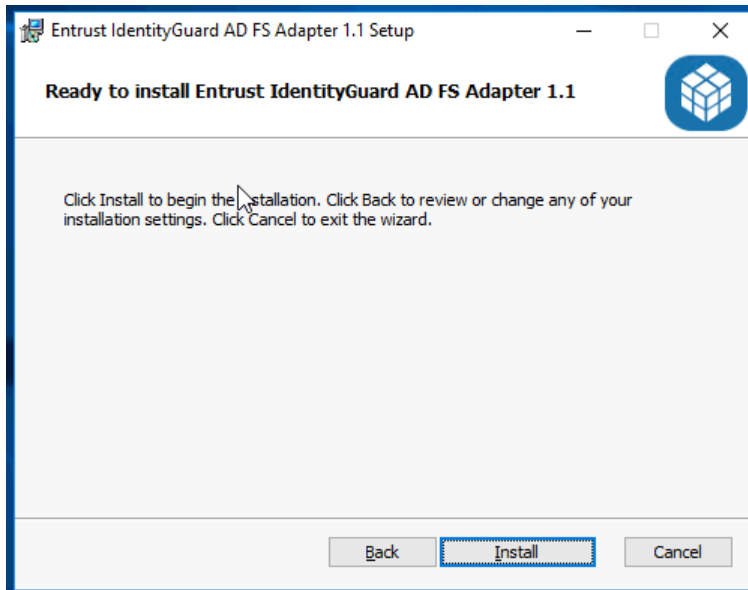 Entrust IdentityGuard AD FS Adapter 1.1 Setup
Ready to install Entrust IdentityGuard AD FS Adapter 1.1
Click Install to begin the installation. Click Back to review or change any of your
installation settings. Click Cancel to exit the wizard.
Back
Install
Cancel